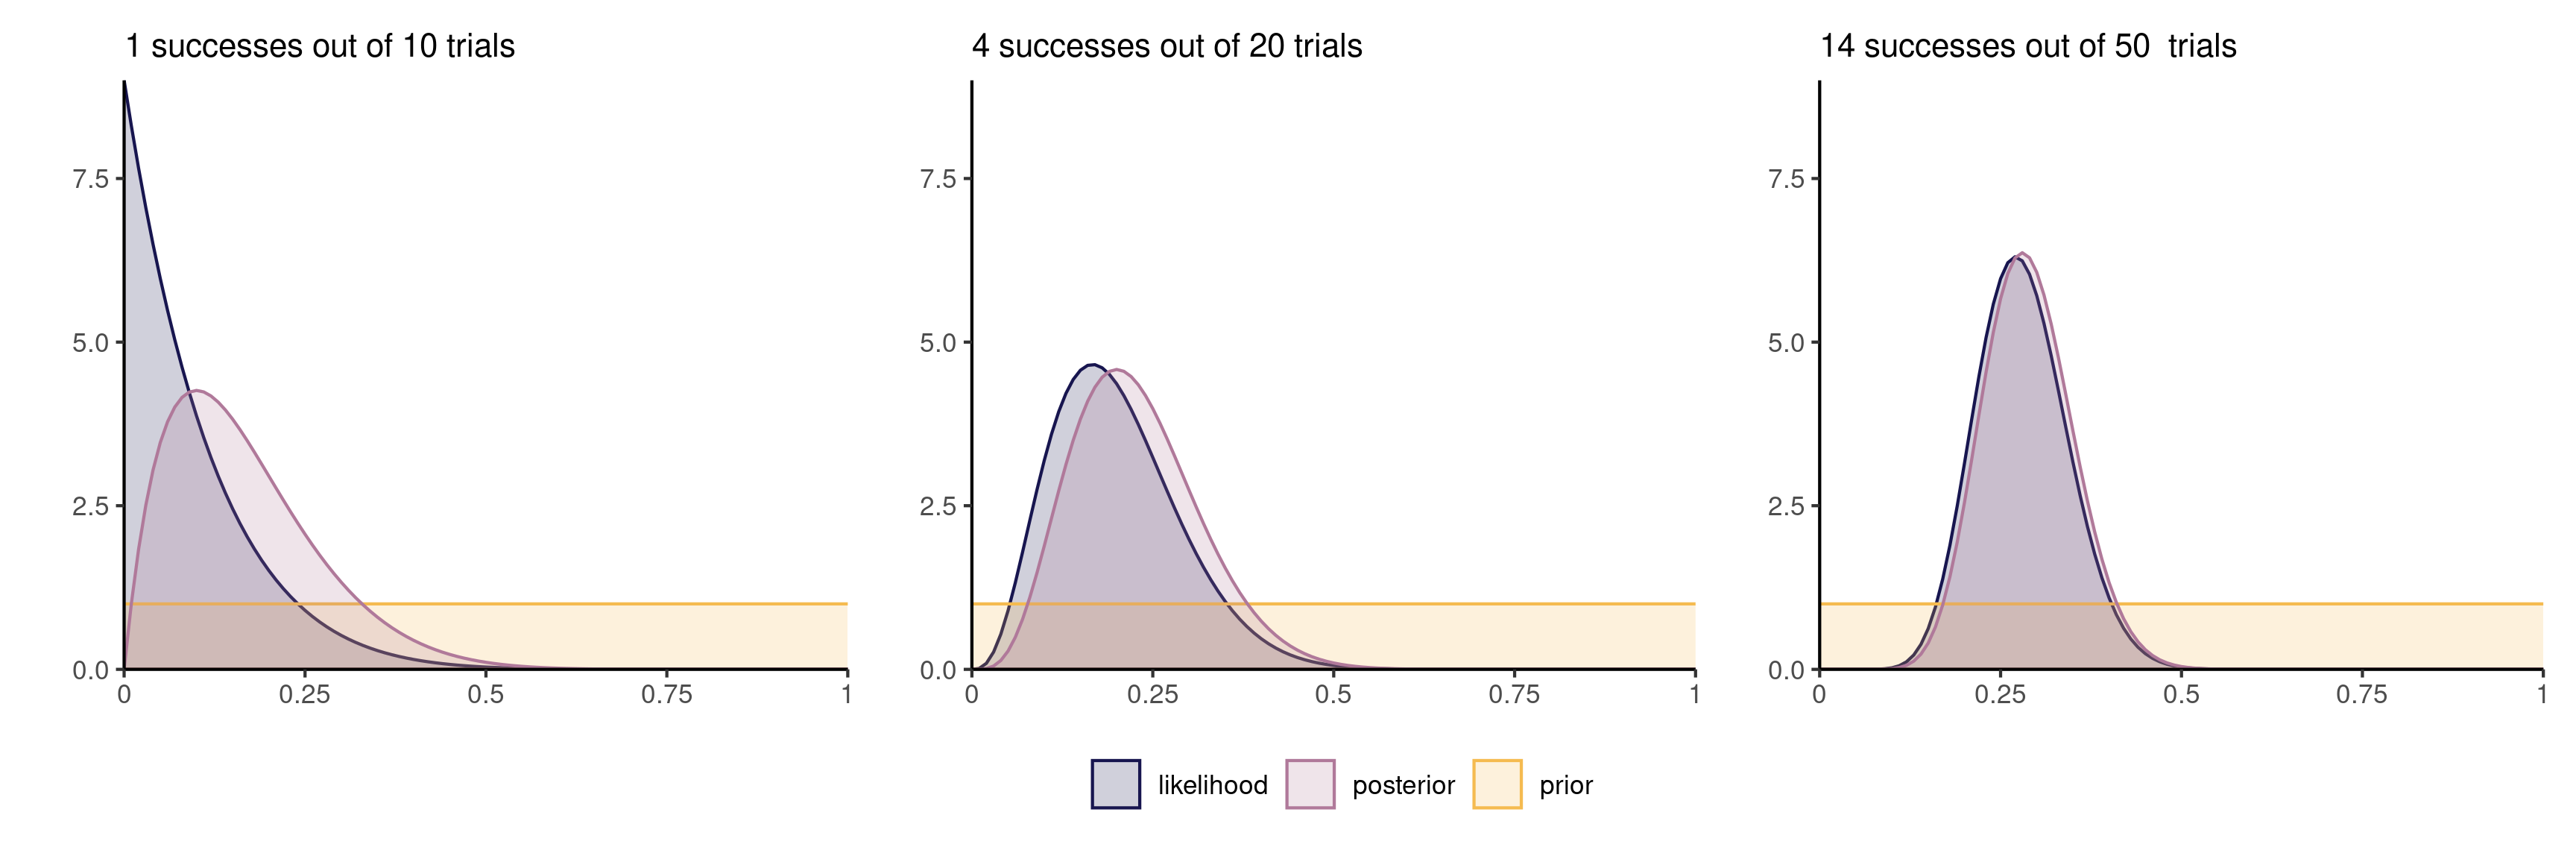 1 successes out of 10 trials
7.5
5.0
2.5
0.0
0 0.25 0.5 0.75 1
4 successes out of 20 trials
7.5
5.0
2.5
0.0
0 0.25 0.5 0.75 1
14 successes out of 50  trials
7.5
5.0
2.5
0.0
0 0.25 0.5 0.75 1
likelihood posterior prior